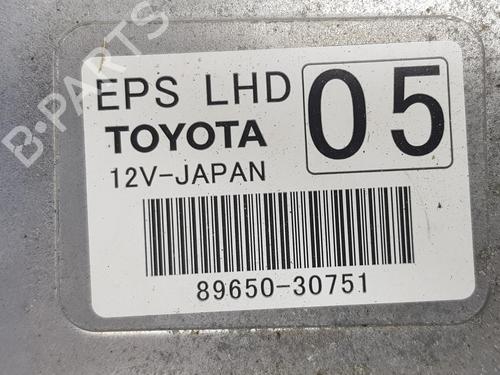 EPS LHD 05
TOYOTA
12V-JAPAN
89650-30751
B-PARTS